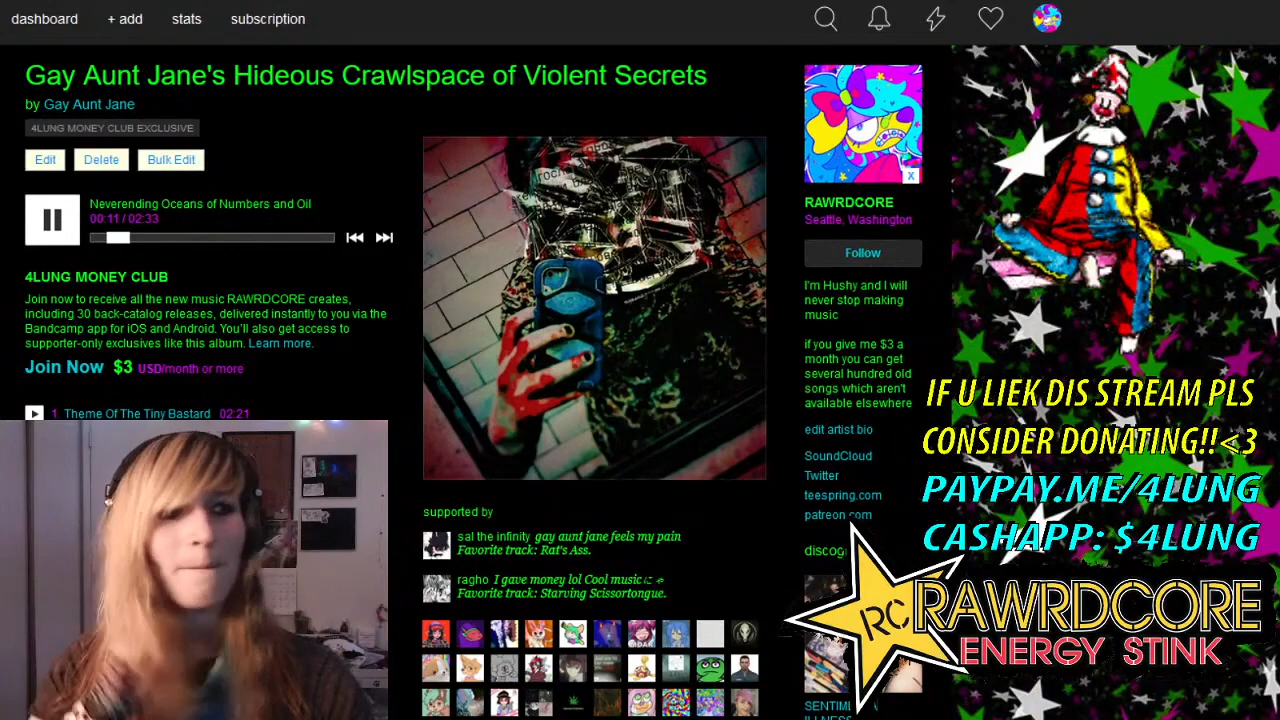 dashboard
+ add
stats
subscription
Gay Aunt Jane's Hideous Crawlspace of Violent Secrets
by Gay Aunt Jane
4LUNG MONEY CLUB EXCLUSIVE
Edit
Delete
Bulk Edit
Neverending Oceans of Numbers and Oil
00:11 / 02:33
4LUNG MONEY CLUB
Join now to receive all the new music RAWRDCORE creates,
including 30 back-catalog releases, delivered instantly to you via the
Bandcamp app for iOS and Android. You'll also get access to
supporter-only exclusives like this album. Learn more.
Join Now $3 USD/month or more
1 Theme Of The Tiny Bastard 02:21
supported by
sal the infinity gay aunt jane feels my pain
Favorite track: Rat's Ass.
ragho I gave money lol Cool music
Favorite track: Starving Scissortongue.
X
RAWRDCORE
Seattle, Washington
Follow
I'm Hushy and I will
never stop making
music
if you give me $3 a
month you can get
several hundred old
songs which aren't
available elsewhere
edit artist bio
SoundCloud
Twitter
teespring.com
patreon.com
IF U LIEK DIS STREAM PLS
CONSIDER DONATING!!<3
PAYPAY.ME/4LUNG
CASHAPP: $4LUNG
RC RAWRDCORE
ENERGY STINK